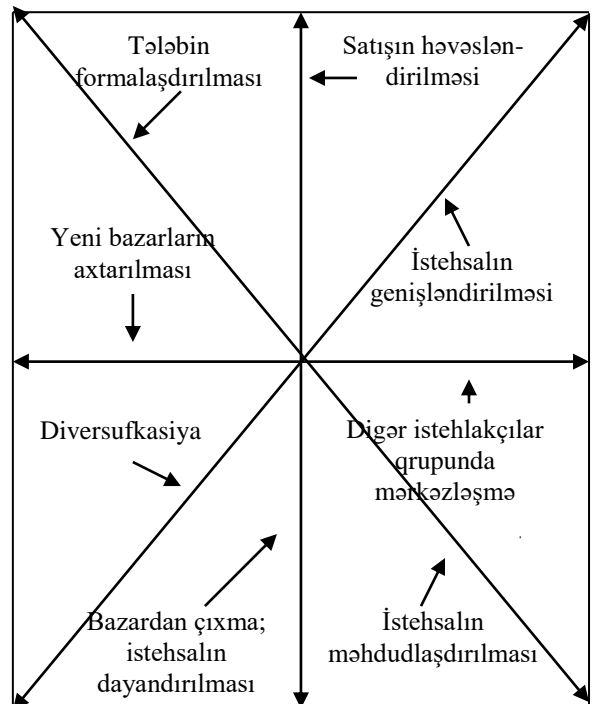 Tələbin
formalaşdırılması
Satışın həvəslən-
dirilməsi
Yeni bazarların
axtarılması
İstehsalın
genişləndirilməsi
Diversufkasiya
Digər istehlakçılar
qrupunda
mərkəzləşmə
Bazardan çıxma;
istehsalın
dayandırılması
İstehsalın
məhdudlaşdırılması